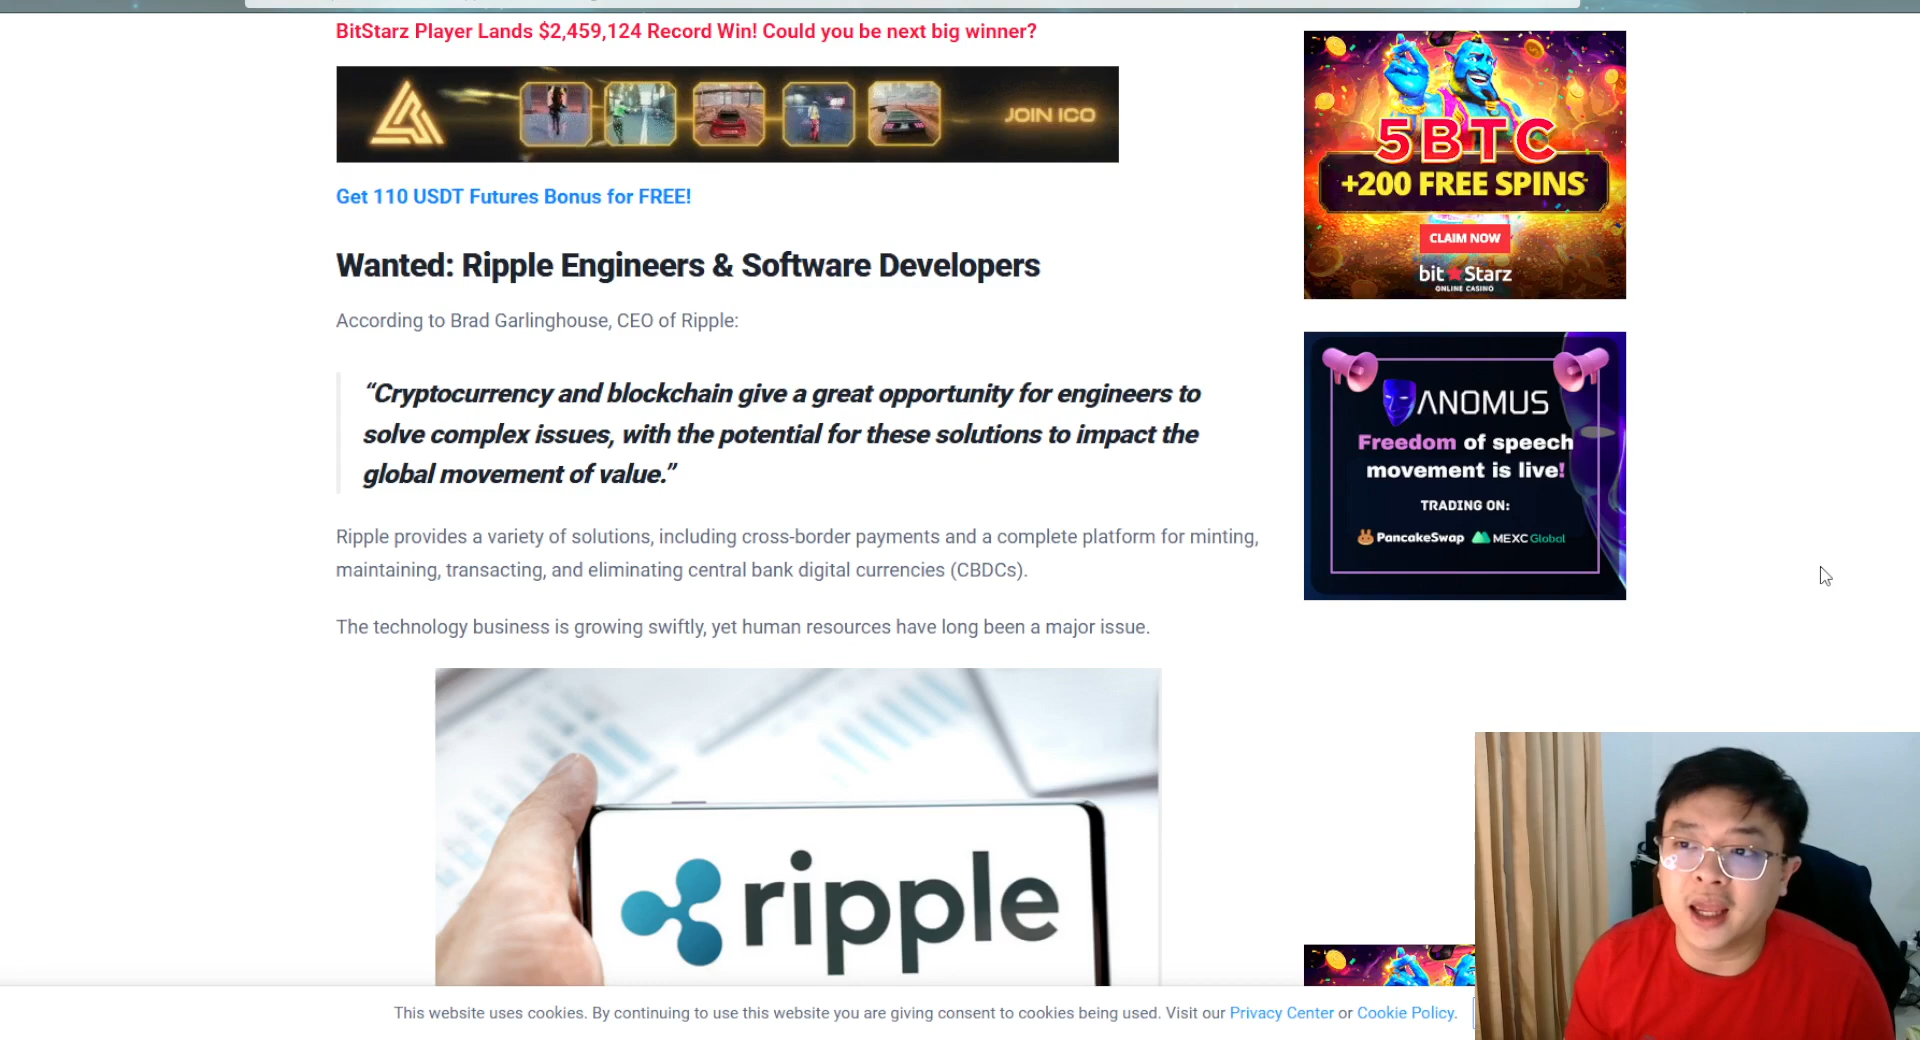 BitStarz Player Lands $2,459,124 Record Win! Could you be next big winner?
JOIN ICO
Get 110 USDT Futures Bonus for FREE!
Wanted: Ripple Engineers & Software Developers
According to Brad Garlinghouse, CEO of Ripple:
“Cryptocurrency and blockchain give a great opportunity for engineers to
solve complex issues, with the potential for these solutions to impact the
global movement of value.”
Ripple provides a variety of solutions, including cross-border payments and a complete platform for minting,
maintaining, transacting, and eliminating central bank digital currencies (CBDCs).
The technology business is growing swiftly, yet human resources have long been a major issue.
ripple
5BTC
+200 FREE SPINS
CLAIM NOW
bit Starz
ONLINE CASINO
ANOMUS
Freedom of speech
movement is live!
TRADING ON:
PancakeSwap MEXC Global
This website uses cookies. By continuing to use this website you are giving consent to cookies being used. Visit our Privacy Center or Cookie Policy.